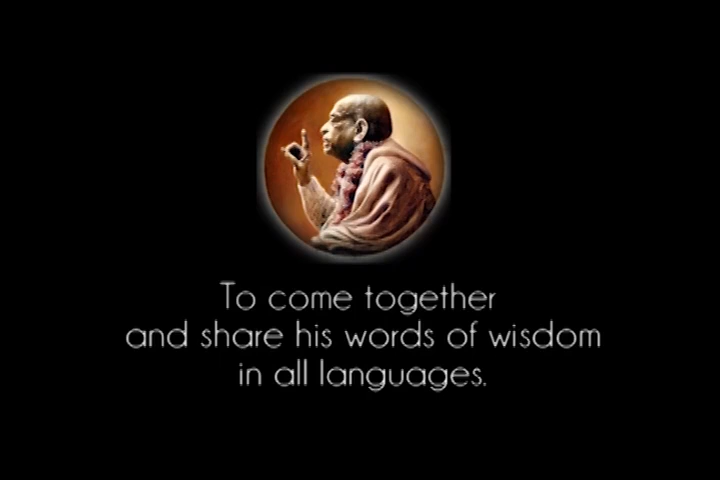 To come together
and share his words of wisdom
in all languages.